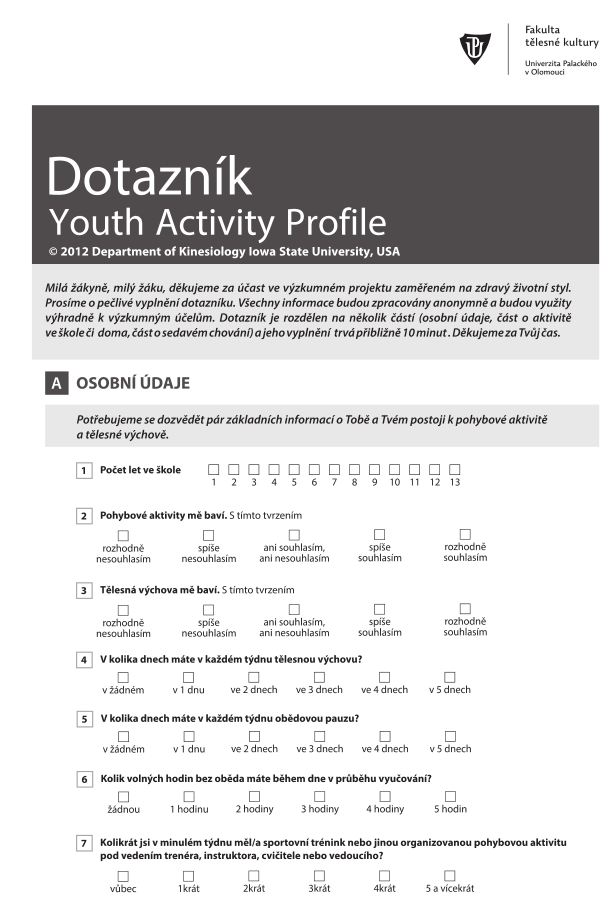 Fakulta
tělesné kultury
Univerzita Palackého
v Olomouci
Dotazník
Youth Activity Profile
© 2012 Department of Kinesiology Iowa State University, USA
Milá žákyně, milý žáku, děkujeme za účast ve výzkumném projektu zaměřeném na zdravý životní styl.
Prosíme o pečlivé vyplnění dotazníku. Všechny informace budou zpracovány anonymně a budou využity
výhradně k výzkumným účelům. Dotazník je rozdělen na několik částí (osobní údaje, část o aktivitě
ve škole či doma, část o sedavém chování) a jeho vyplnění trvá přibližně 10 minut. Děkujeme za Tvůj čas.
A OSOBNÍ ÚDAJE
Potřebujeme se dozvědět pár základních informací o Tobě a Tvém postoji k pohybové aktivitě
a tělesné výchově.
1 Počet let ve škole
1 2 3 4 5 6 7 8 9 10 11 12 13
2 Pohybové aktivity mě baví. S tímto tvrzením
rozhodně spíše ani souhlasím, spíše rozhodně
nesouhlasím nesouhlasím ani nesouhlasím souhlasím souhlasím
3 Tělesná výchova mě baví. S tímto tvrzením
rozhodně spíše ani souhlasím, spíše rozhodně
nesouhlasím nesouhlasím ani nesouhlasím souhlasím souhlasím
4 V kolika dnech máte v každém týdnu tělesnou výchovu?
v žádném v 1 dnu ve 2 dnech ve 3 dnech ve 4 dnech v 5 dnech
5 V kolika dnech máte v každém týdnu obědovou pauzu?
v žádném v 1 dnu ve 2 dnech ve 3 dnech ve 4 dnech v 5 dnech
6 Kolik volných hodin bez oběda máte během dne v průběhu vyučování?
žádnou 1 hodinu 2 hodiny 3 hodiny 4 hodiny 5 hodin
7 Kolikrát jsi v minulém týdnu měl/a sportovní trénink nebo jinou organizovanou pohybovou aktivitu
pod vedením trenéra, instruktora, cvičitele nebo vedoucího?
vůbec 1krát 2krát 3krát 4krát 5 a vícekrát